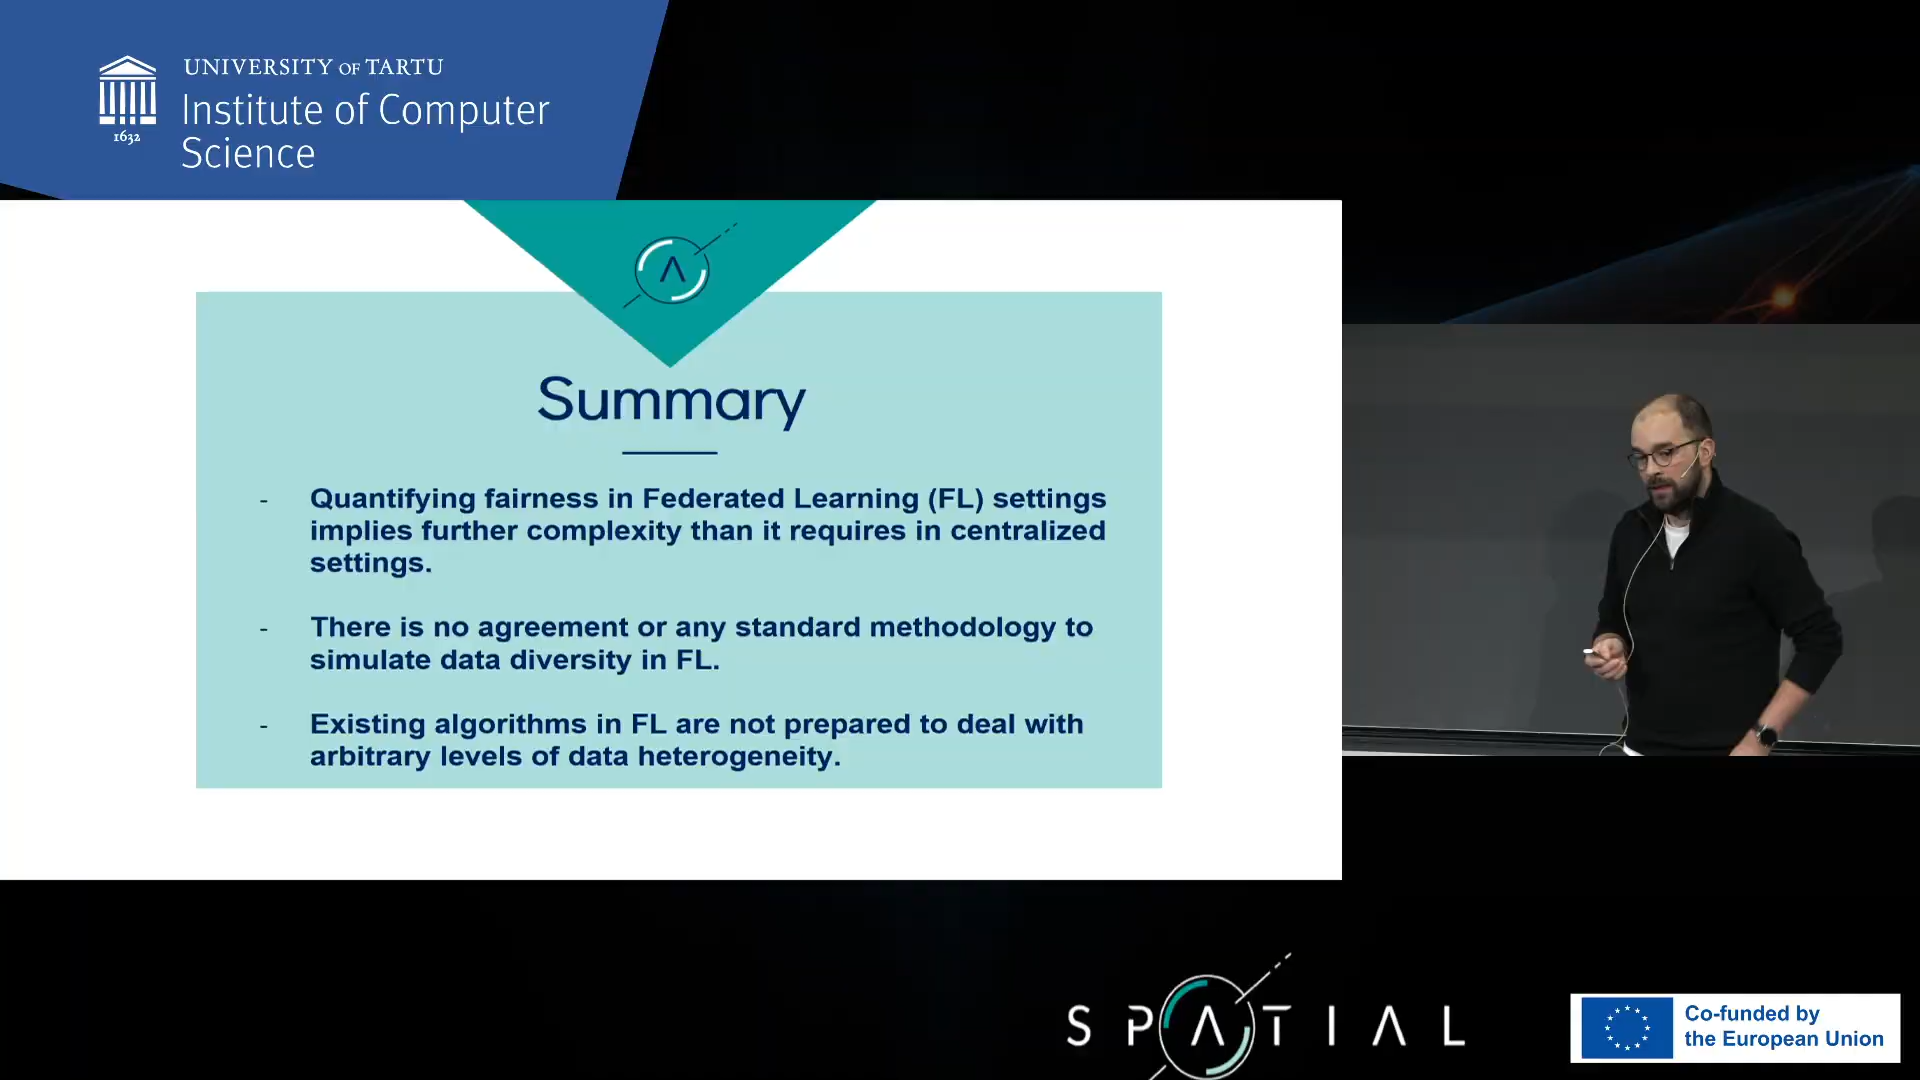 UNIVERSITY OF TARTU
Institute of Computer
Science
1632
Summary
- Quantifying fairness in Federated Learning (FL) settings
implies further complexity than it requires in centralized
settings.
- There is no agreement or any standard methodology to
simulate data diversity in FL.
- Existing algorithms in FL are not prepared to deal with
arbitrary levels of data heterogeneity.
SPATIAL
Co-funded by
the European Union